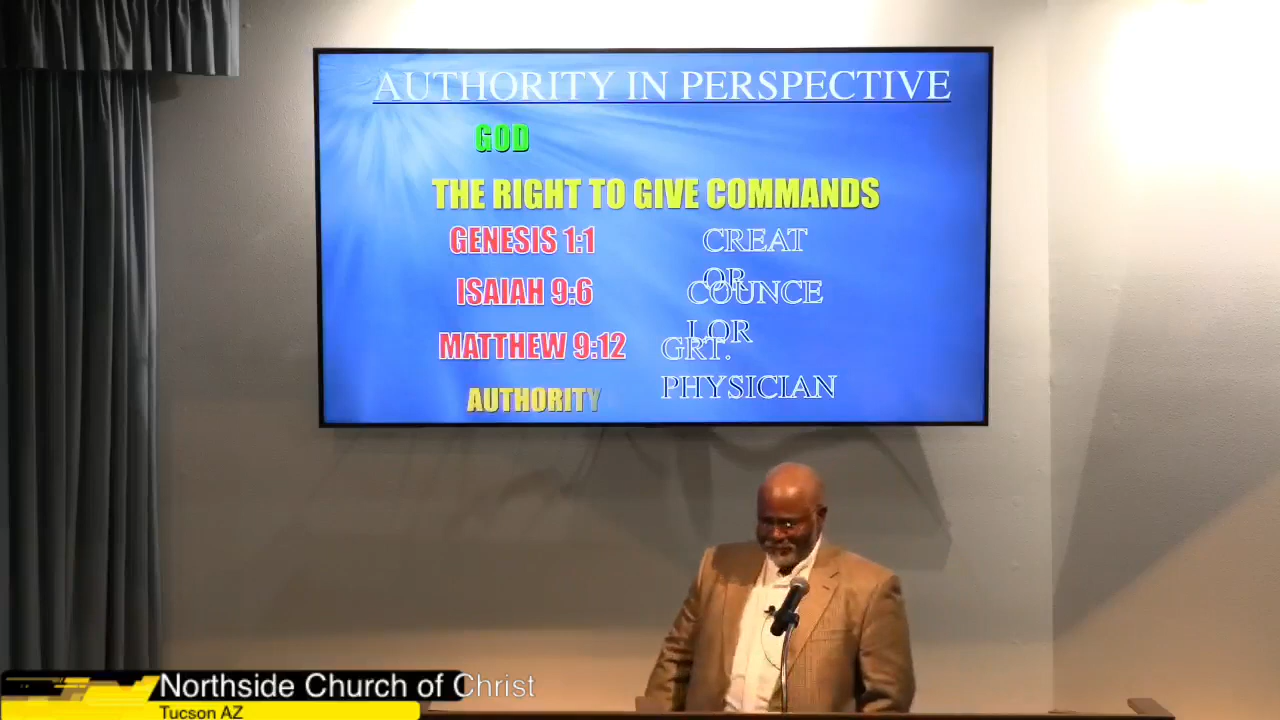 AUTHORITY IN PERSPECTIVE
GOD
THE RIGHT TO GIVE COMMANDS
GENESIS 1:1
CREAT
OR
ISAIAH 9:6
COUNCE
LOR
MATTHEW 9:12
GRT.
PHYSICIAN
AUTHORITY
Northside Church of Christ
Tucson AZ